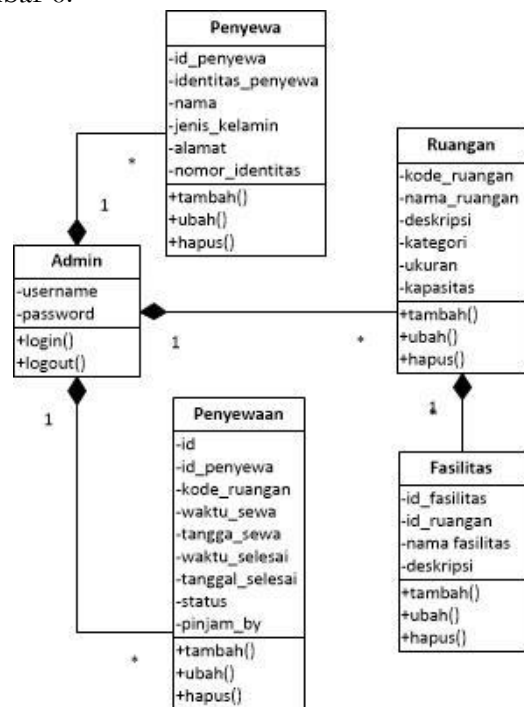 Penyewa
-id_penyewa
-identitas_penyewa
-nama
-jenis_kelamin
-alamat
-nomor_identitas
+tambah()
+ubah()
+hapus()
*
1
Admin
-username
-password
+login()
+logout()
1
*
1
Ruangan
-kode_ruangan
-nama_ruangan
-deskripsi
-kategori
-ukuran
-kapasitas
+tambah()
+ubah()
+hapus()
1
Penyewaan
-id
-id_penyewa
-kode_ruangan
-waktu_sewa
-tangga_sewa
-waktu_selesai
-tanggal_selesai
-status
-pinjam_by
+tambah()
+ubah()
+hapus()
*
Fasilitas
-id_fasilitas
-id_ruangan
-nama fasilitas
-deskripsi
+tambah()
+ubah()
+hapus()